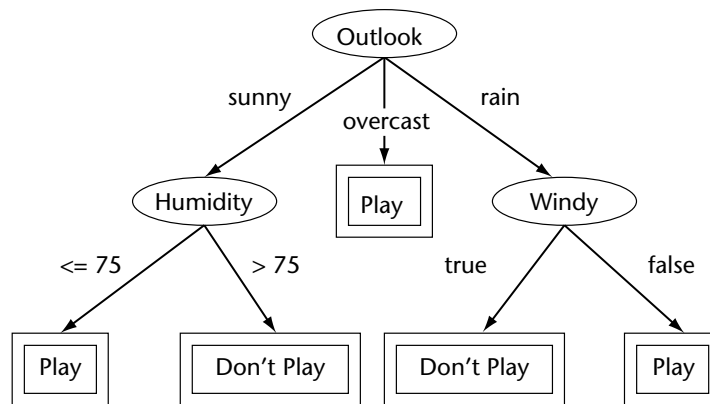 Outlook
sunny
rain
overcast
Humidity
Play
Windy
<= 75
> 75
true
false
Play
Don't Play
Don't Play
Play